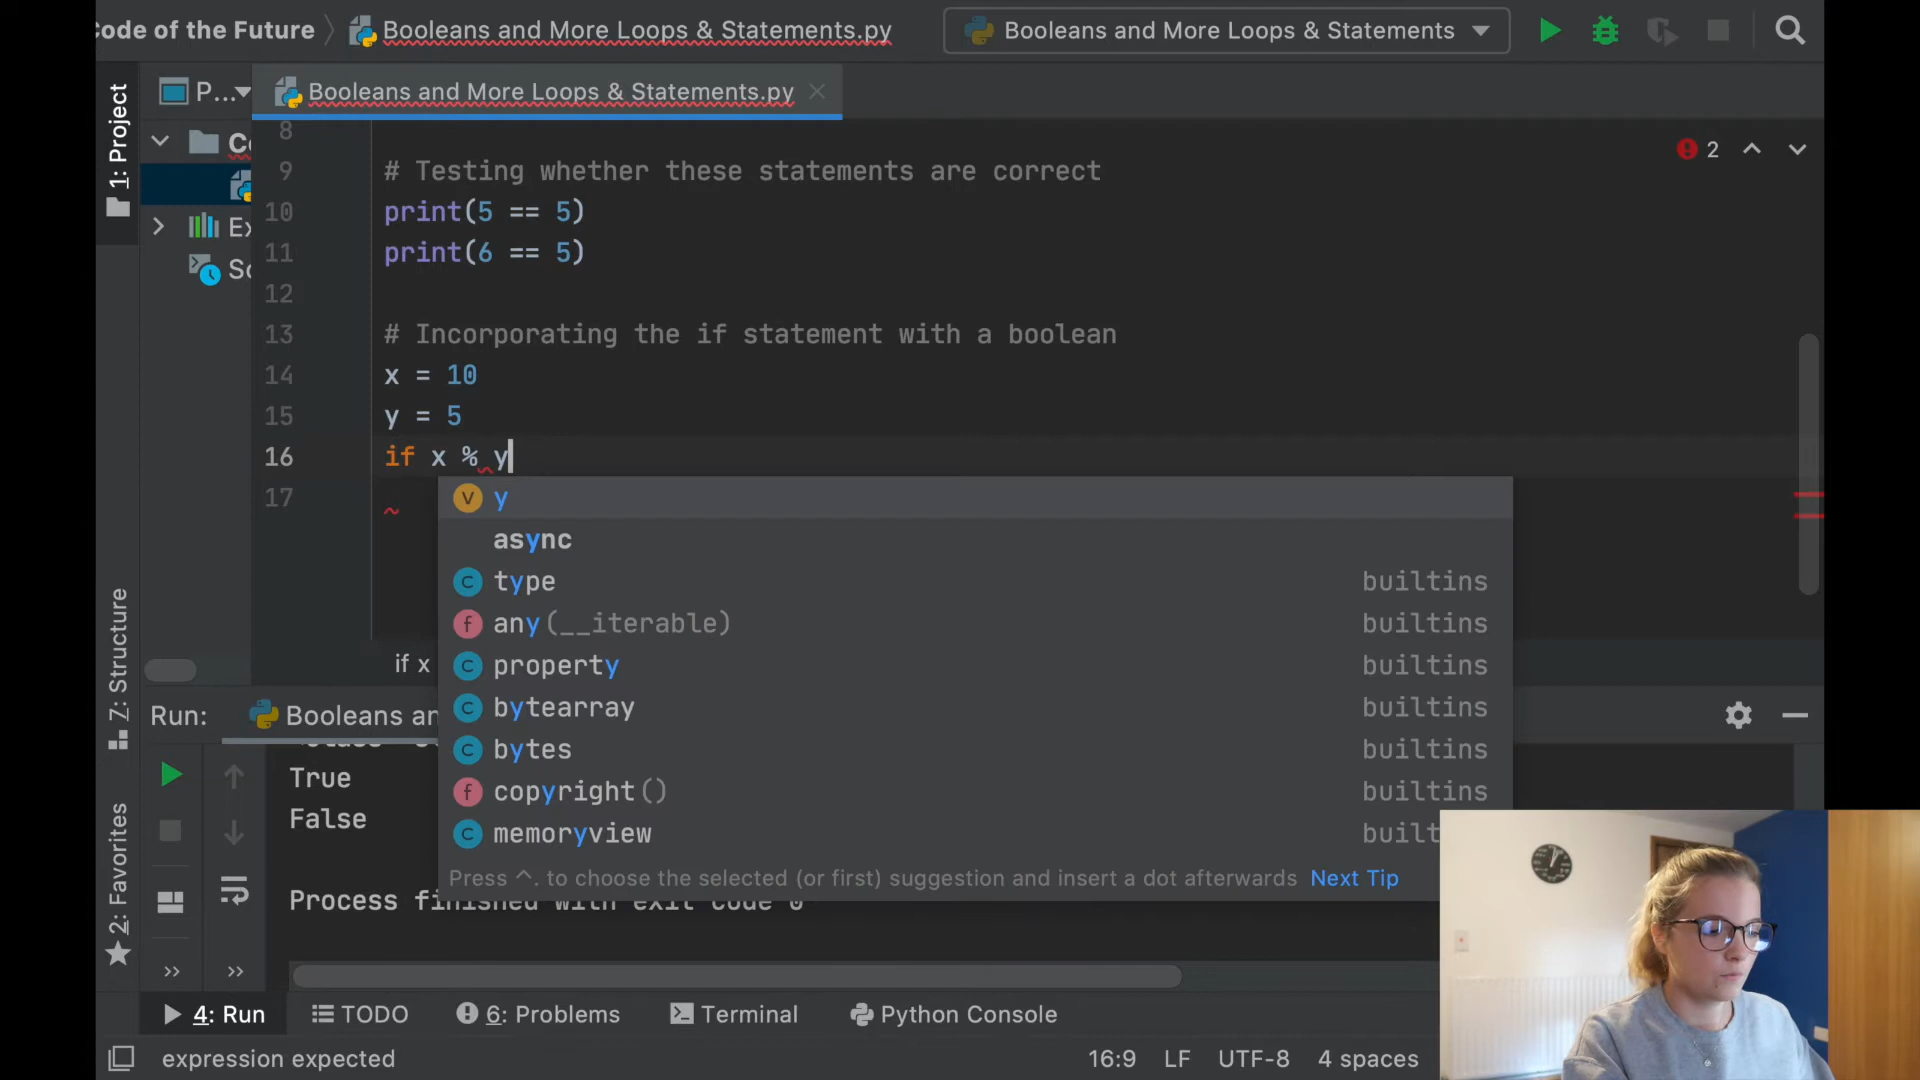 Code of the Future
Booleans and More Loops & Statements.py
Booleans and More Loops & Statements
1: Project
P...
Booleans and More Loops & Statements.py
8
9 # Testing whether these statements are correct
10 print(5 == 5)
11 print(6 == 5)
12
13 # Incorporating the if statement with a boolean
14 x = 10
15 y = 5
16 if x % y
17
2
y
async
type builtins
any(__iterable) builtins
property builtins
bytearray builtins
bytes builtins
copyright() builtins
memoryview
Press ^. to choose the selected (or first) suggestion and insert a dot afterwards Next Tip
if x
Z: Structure
2: Favorites
Run:
True
False
Process finished with exit code 0
4: Run
TODO
6: Problems
Terminal
Python Console
expression expected
16:9 LF UTF-8 4 spaces